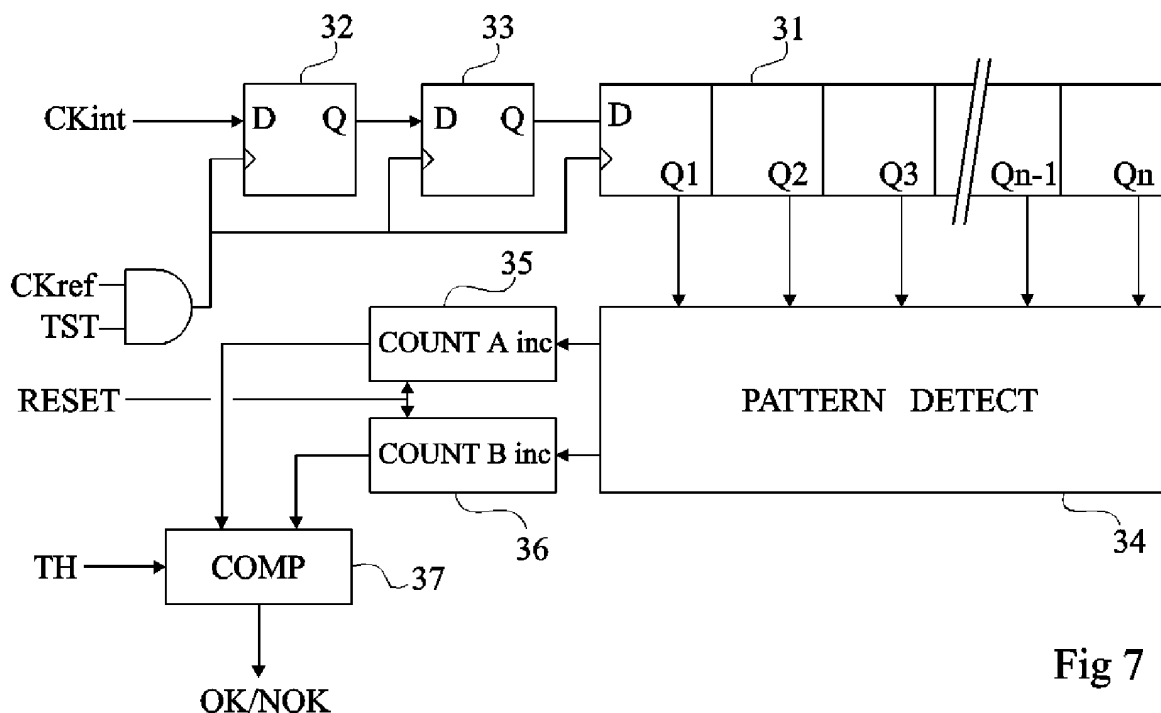 32 33 31
CKint D Q D Q D
Q1 Q2 Q3 Qn-1 Qn
CKref
TST
35
COUNT A inc
RESET
PATTERN DETECT
COUNT B inc
36 34
TH COMP 37
OK/NOK
Fig 7